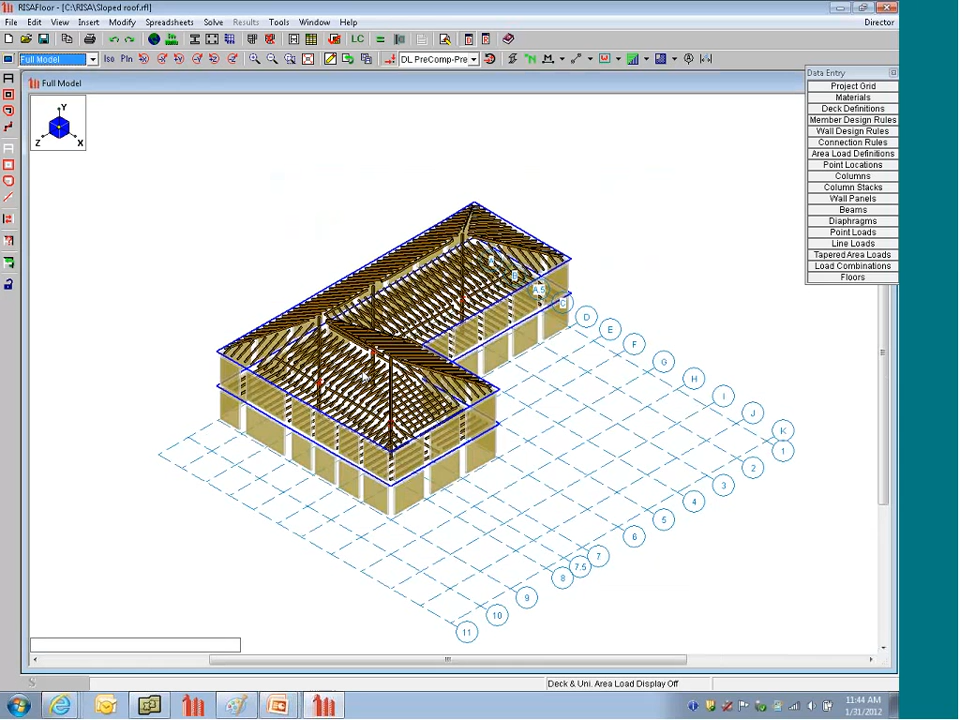 RISAFloor - [C:\RISA\Sloped roof.rfl]
File Edit View Insert Modify Spreadsheets Solve Results Tools Window Help Director
LC
Full Model Iso Pln DL PreComp-Pre
Full Model
Data Entry
Project Grid
Materials
Deck Definitions
Member Design Rules
Wall Design Rules
Connection Rules
Area Load Definitions
Point Locations
Columns
Column Stacks
Wall Panels
Beams
Diaphragms
Point Loads
Line Loads
Tapered Area Loads
Load Combinations
Floors
Y
Z X
A
B
A.5
C
D
E
F
G
H
I
J
K
1
2
3
4
5
6
7
7.5
8
9
10
11
Deck & Uni. Area Load Display Off
11:44 AM
1/31/2012